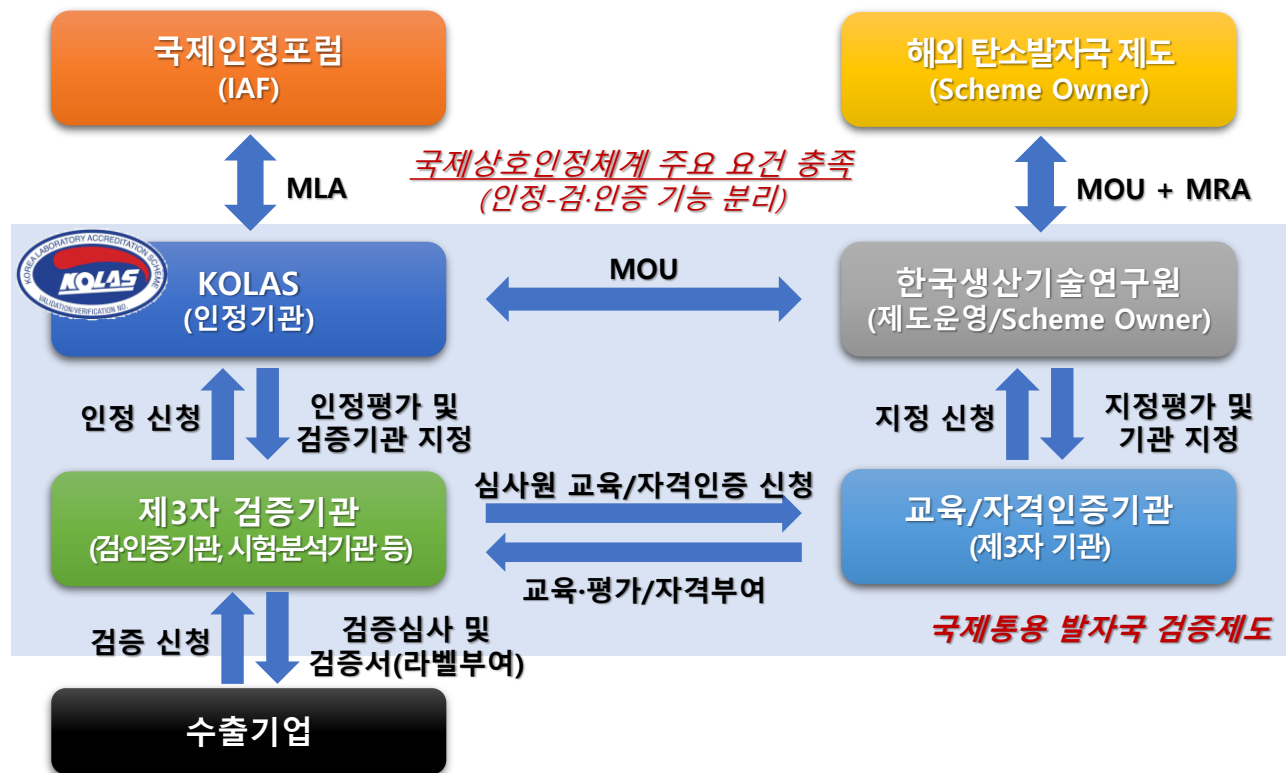 국제인정포럼
(IAF)
해외 탄소발자국 제도
(Scheme Owner)
MLA
국제상호인정체계 주요 요건 충족
(인정-검·인증 기능 분리)
MOU + MRA
KOREA LABORATORY ACCREDITATION SCHEME
KOLAS
VALIDATION/VERIFICATION NO.
KOLAS
(인정기관)
MOU
한국생산기술연구원
(제도운영/Scheme Owner)
인정 신청
인정평가 및
검증기관 지정
지정 신청
지정평가 및
기관 지정
제3자 검증기관
(검·인증기관, 시험·분석기관 등)
심사원 교육/자격인증 신청
교육·평가/자격부여
교육/자격인증기관
(제3자 기관)
검증 신청
검증심사 및
검증서(라벨부여)
국제통용 발자국 검증제도
수출기업